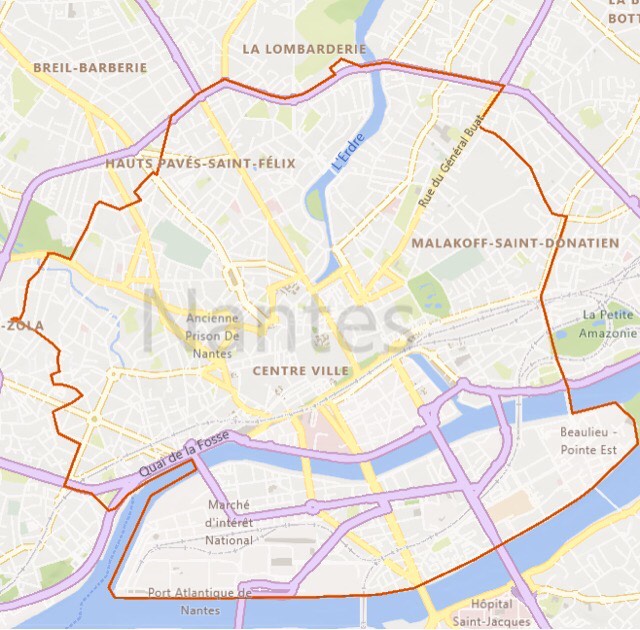 LA B
BOTT
LA LOMBARDERIE
BREIL-BARBERIE
L'Erdre
HAUTS PAVÉS-SAINT-FÉLIX
Rue du Général Buat
MALAKOFF-SAINT-DONATIEN
Nantes
-ZOLA
Ancienne
Prison De
Nantes
La Petite
Amazonie
CENTRE VILLE
Quai de la Fosse
Beaulieu -
Pointe Est
Marché
d'intérêt
National
Port Atlantique de
Nantes
Hôpital
Saint-Jacques